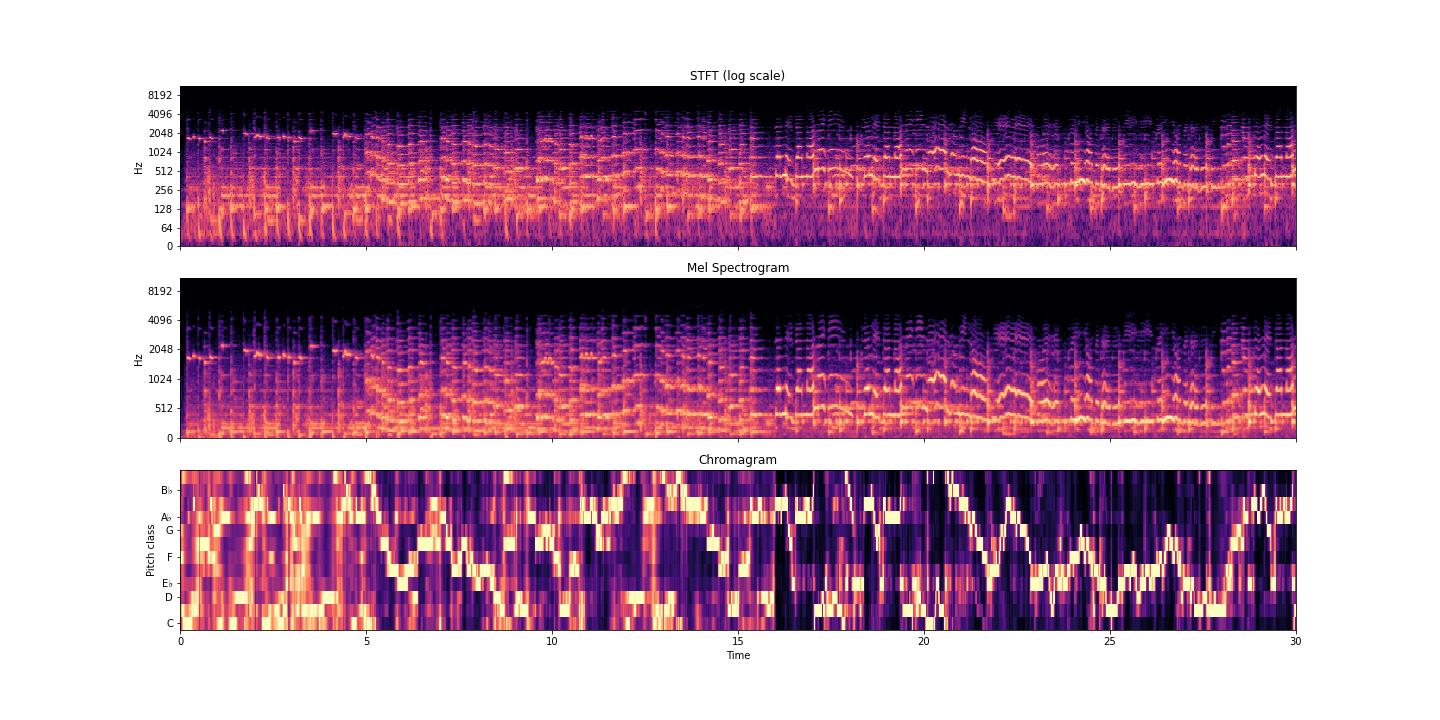 STFT (log scale)
8192
4096
2048
1024
512
256
128
64
0
Hz
Mel Spectrogram
8192
4096
2048
1024
512
0
Hz
Chromagram
B♭
A♭
G
F
E♭
D
C
Pitch class
0 5 10 15 20 25 30
Time